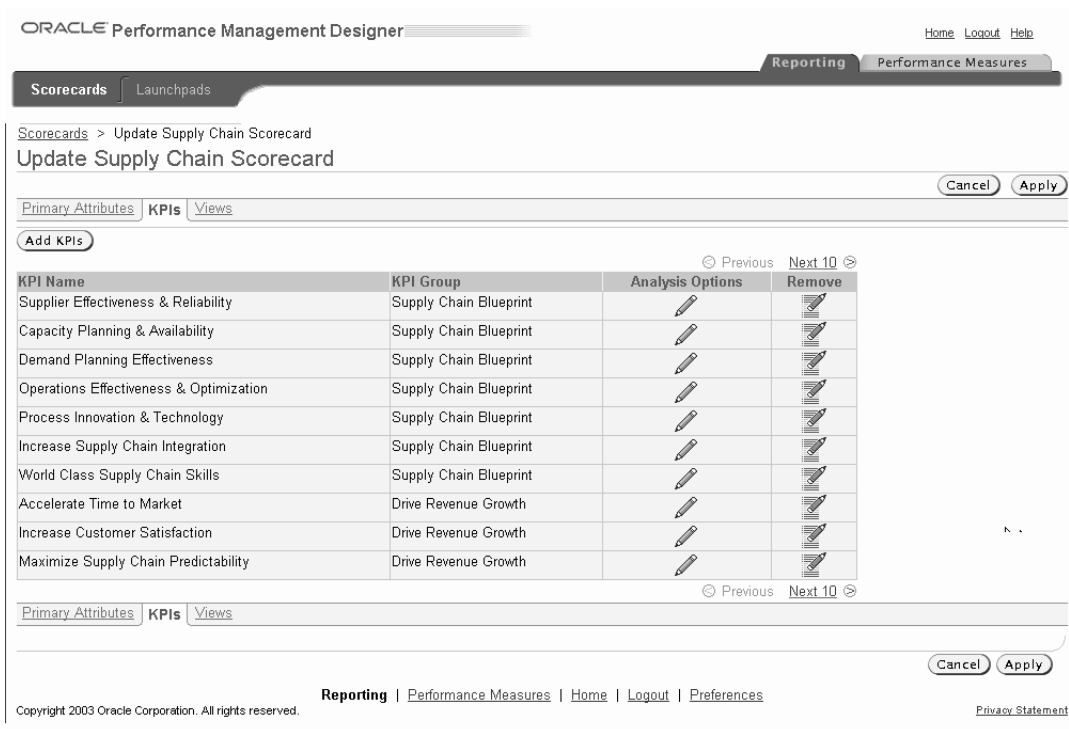 ORACLE Performance Management Designer
Home Logout Help
Reporting Performance Measures
Scorecards Launchpads
Scorecards > Update Supply Chain Scorecard
Update Supply Chain Scorecard
Cancel Apply
Primary Attributes KPIs Views
Add KPIs
Previous Next 10
KPI Name KPI Group Analysis Options Remove
Supplier Effectiveness & Reliability Supply Chain Blueprint
Capacity Planning & Availability Supply Chain Blueprint
Demand Planning Effectiveness Supply Chain Blueprint
Operations Effectiveness & Optimization Supply Chain Blueprint
Process Innovation & Technology Supply Chain Blueprint
Increase Supply Chain Integration Supply Chain Blueprint
World Class Supply Chain Skills Supply Chain Blueprint
Accelerate Time to Market Drive Revenue Growth
Increase Customer Satisfaction Drive Revenue Growth
Maximize Supply Chain Predictability Drive Revenue Growth
Previous Next 10
Primary Attributes KPIs Views
Cancel Apply
Reporting | Performance Measures | Home | Logout | Preferences
Copyright 2003 Oracle Corporation. All rights reserved. Privacy Statement